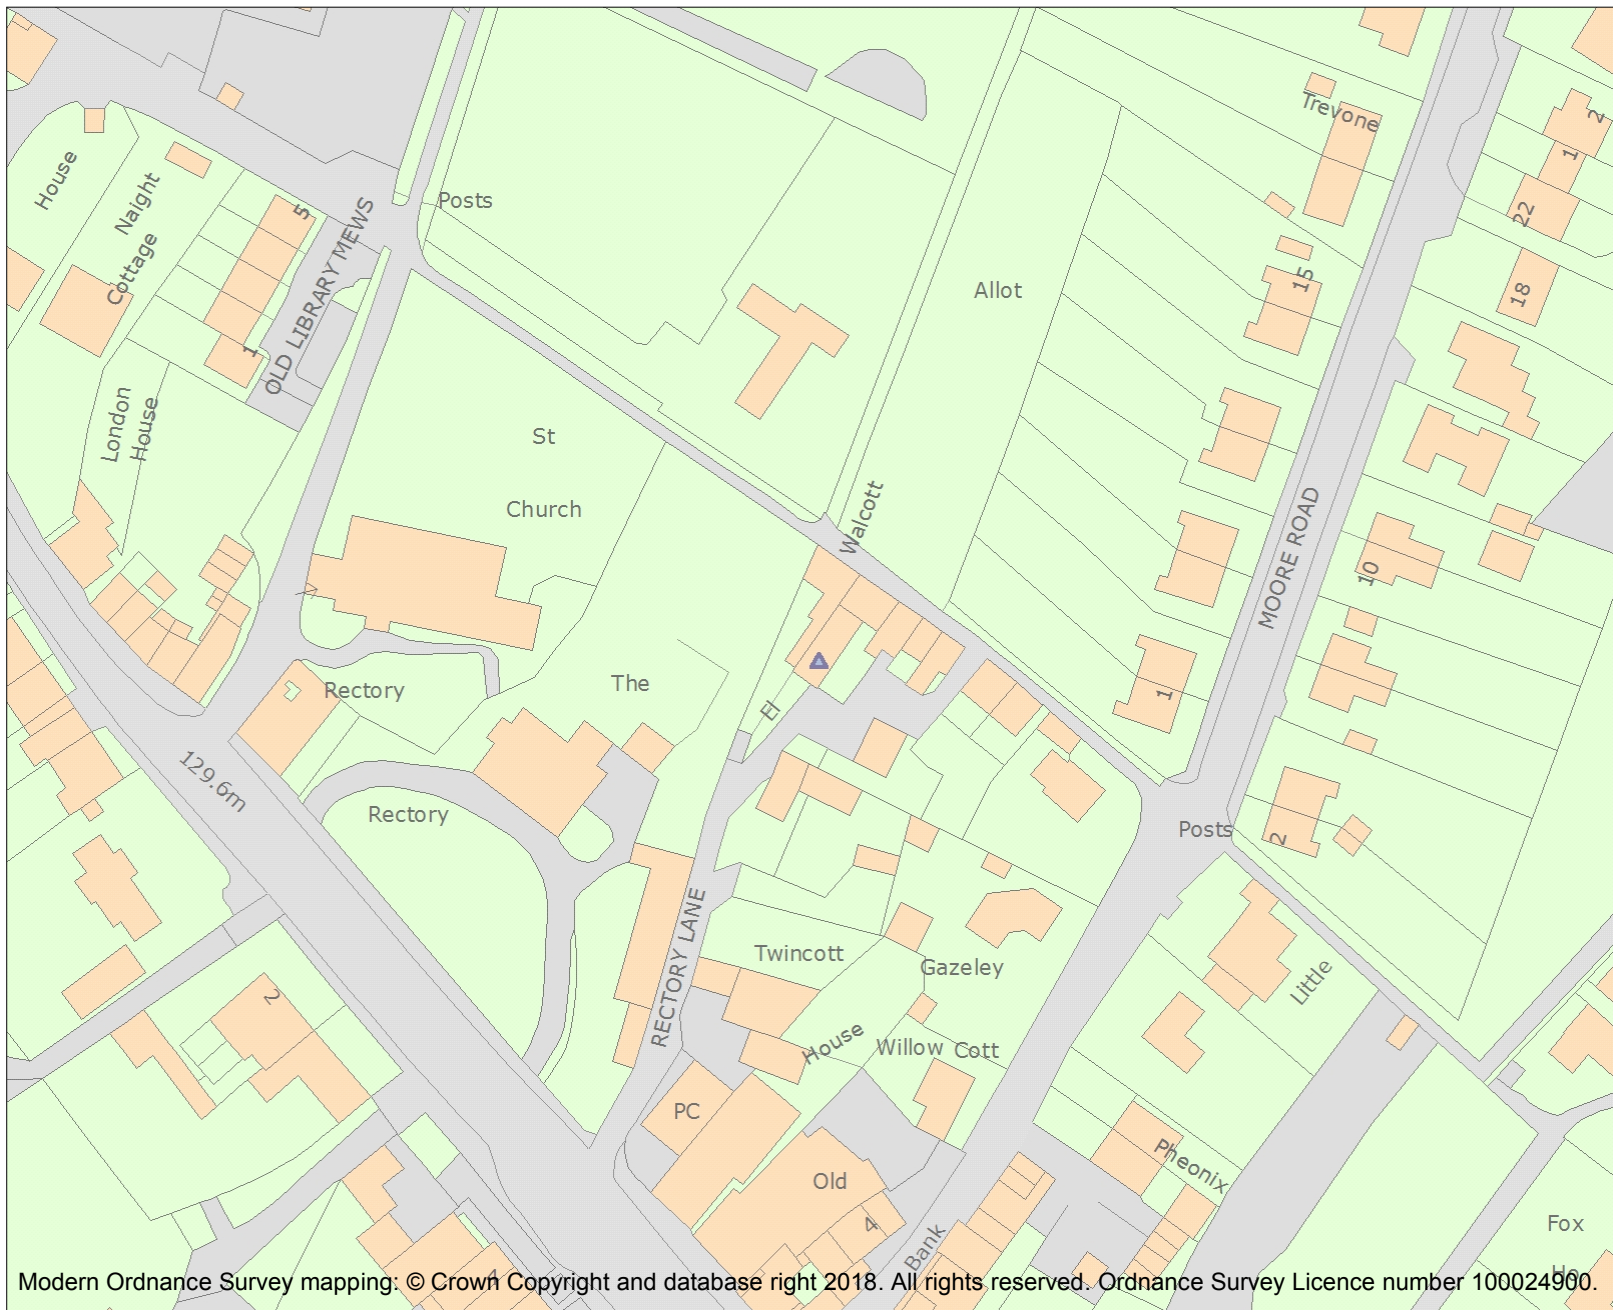 Trevone
2
1
House
Naight
Cottage
Posts
5
22
OLD LIBRARY MEWS
Allot
15
18
1
London
House
St
Church
Walcott
MOORE ROAD
10
Rectory
The
El
1
129.6m
Rectory
Posts
2
RECTORY LANE
Twincott
Gazeley
Little
2
House
Willow
Cott
PC
Pheonix
Old
4
Bank
Fox
Ho
Modern Ordnance Survey mapping: © Crown Copyright and database right 2018. All rights reserved. Ordnance Survey Licence number 100024900.